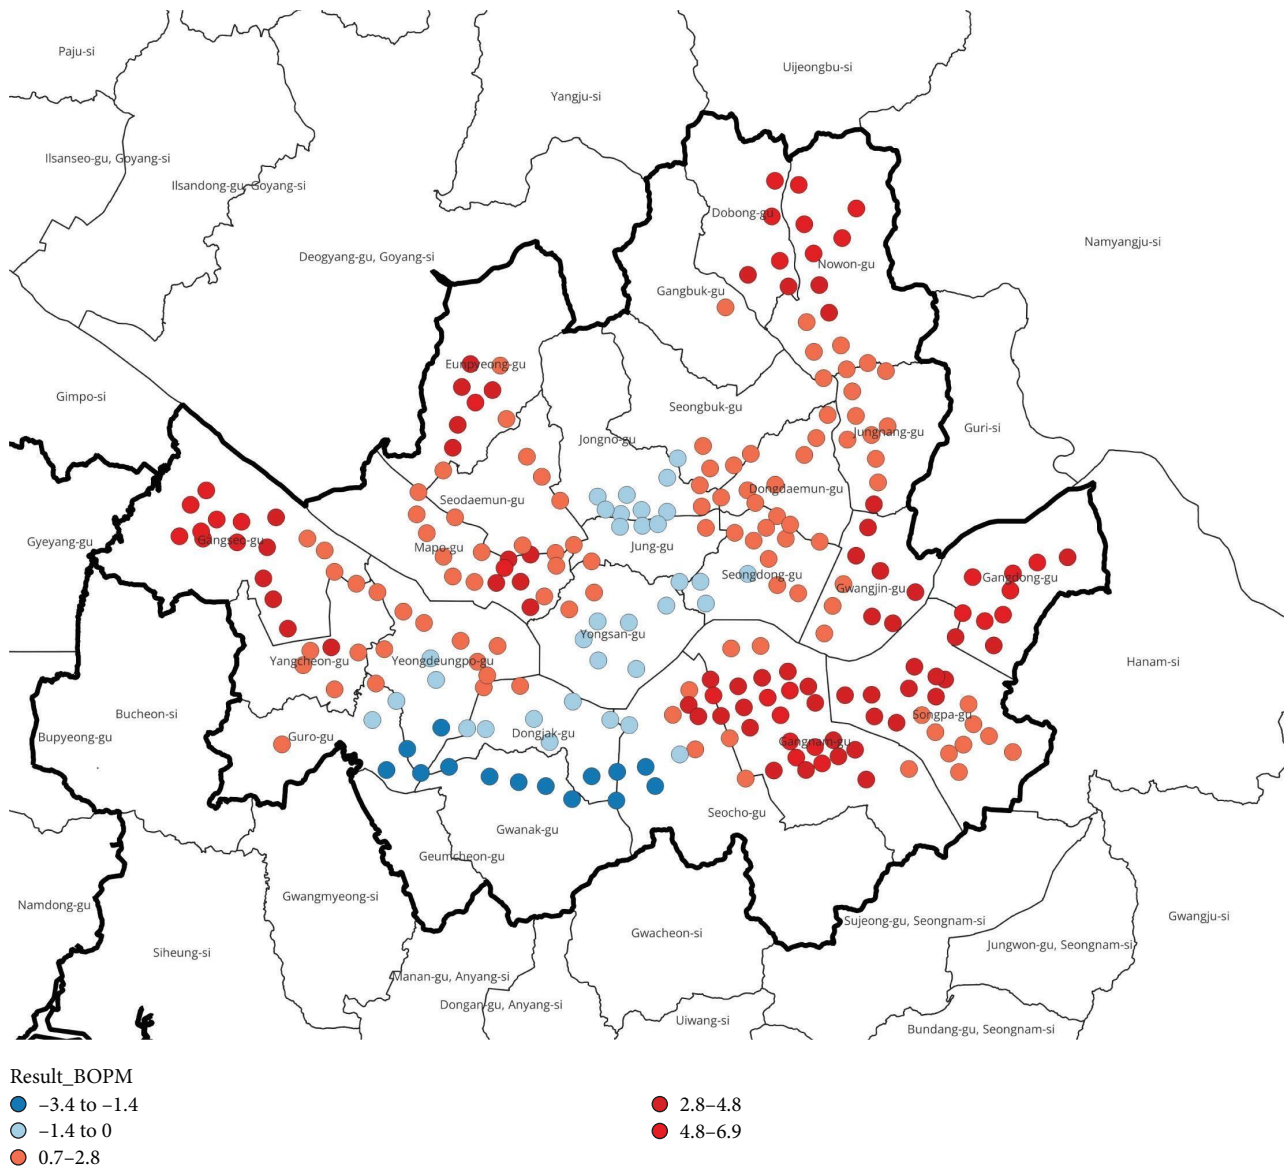 Paju-si
Uijeongbu-si
Yangju-si
Ilsanseo-gu, Goyang-si
Ilsandong-gu, Goyang-si
Dobong-gu
Namyangju-si
Deogyang-gu, Goyang-si
Nowon-gu
Gangbuk-gu
Eunpyeong-gu
Gimpo-si
Seongbuk-gu
Guri-si
Jungnang-gu
Jongno-gu
Dongdaemun-gu
Seodaemun-gu
Gyeyang-gu
Gangseo-gu
Mapo-gu
Jung-gu
Seongdong-gu
Gangdong-gu
Gwangjin-gu
Yongsan-gu
Yangcheon-gu
Yeongdeungpo-gu
Hanam-si
Bucheon-si
Songpa-gu
Bupyeong-gu
Guro-gu
Dongjak-gu
Gangnam-gu
Seocho-gu
Gwanak-gu
Geumcheon-gu
Gwangmyeong-si
Namdong-gu
Gwangju-si
Sujeong-gu, Seongnam-si
Gwacheon-si
Jungwon-gu, Seongnam-si
Siheung-si
Manan-gu, Anyang-si
Dongan-gu, Anyang-si
Uiwang-si
Bundang-gu, Seongnam-si
Result_BOPM
−3.4 to −1.4
−1.4 to 0
0.7–2.8
2.8–4.8
4.8–6.9